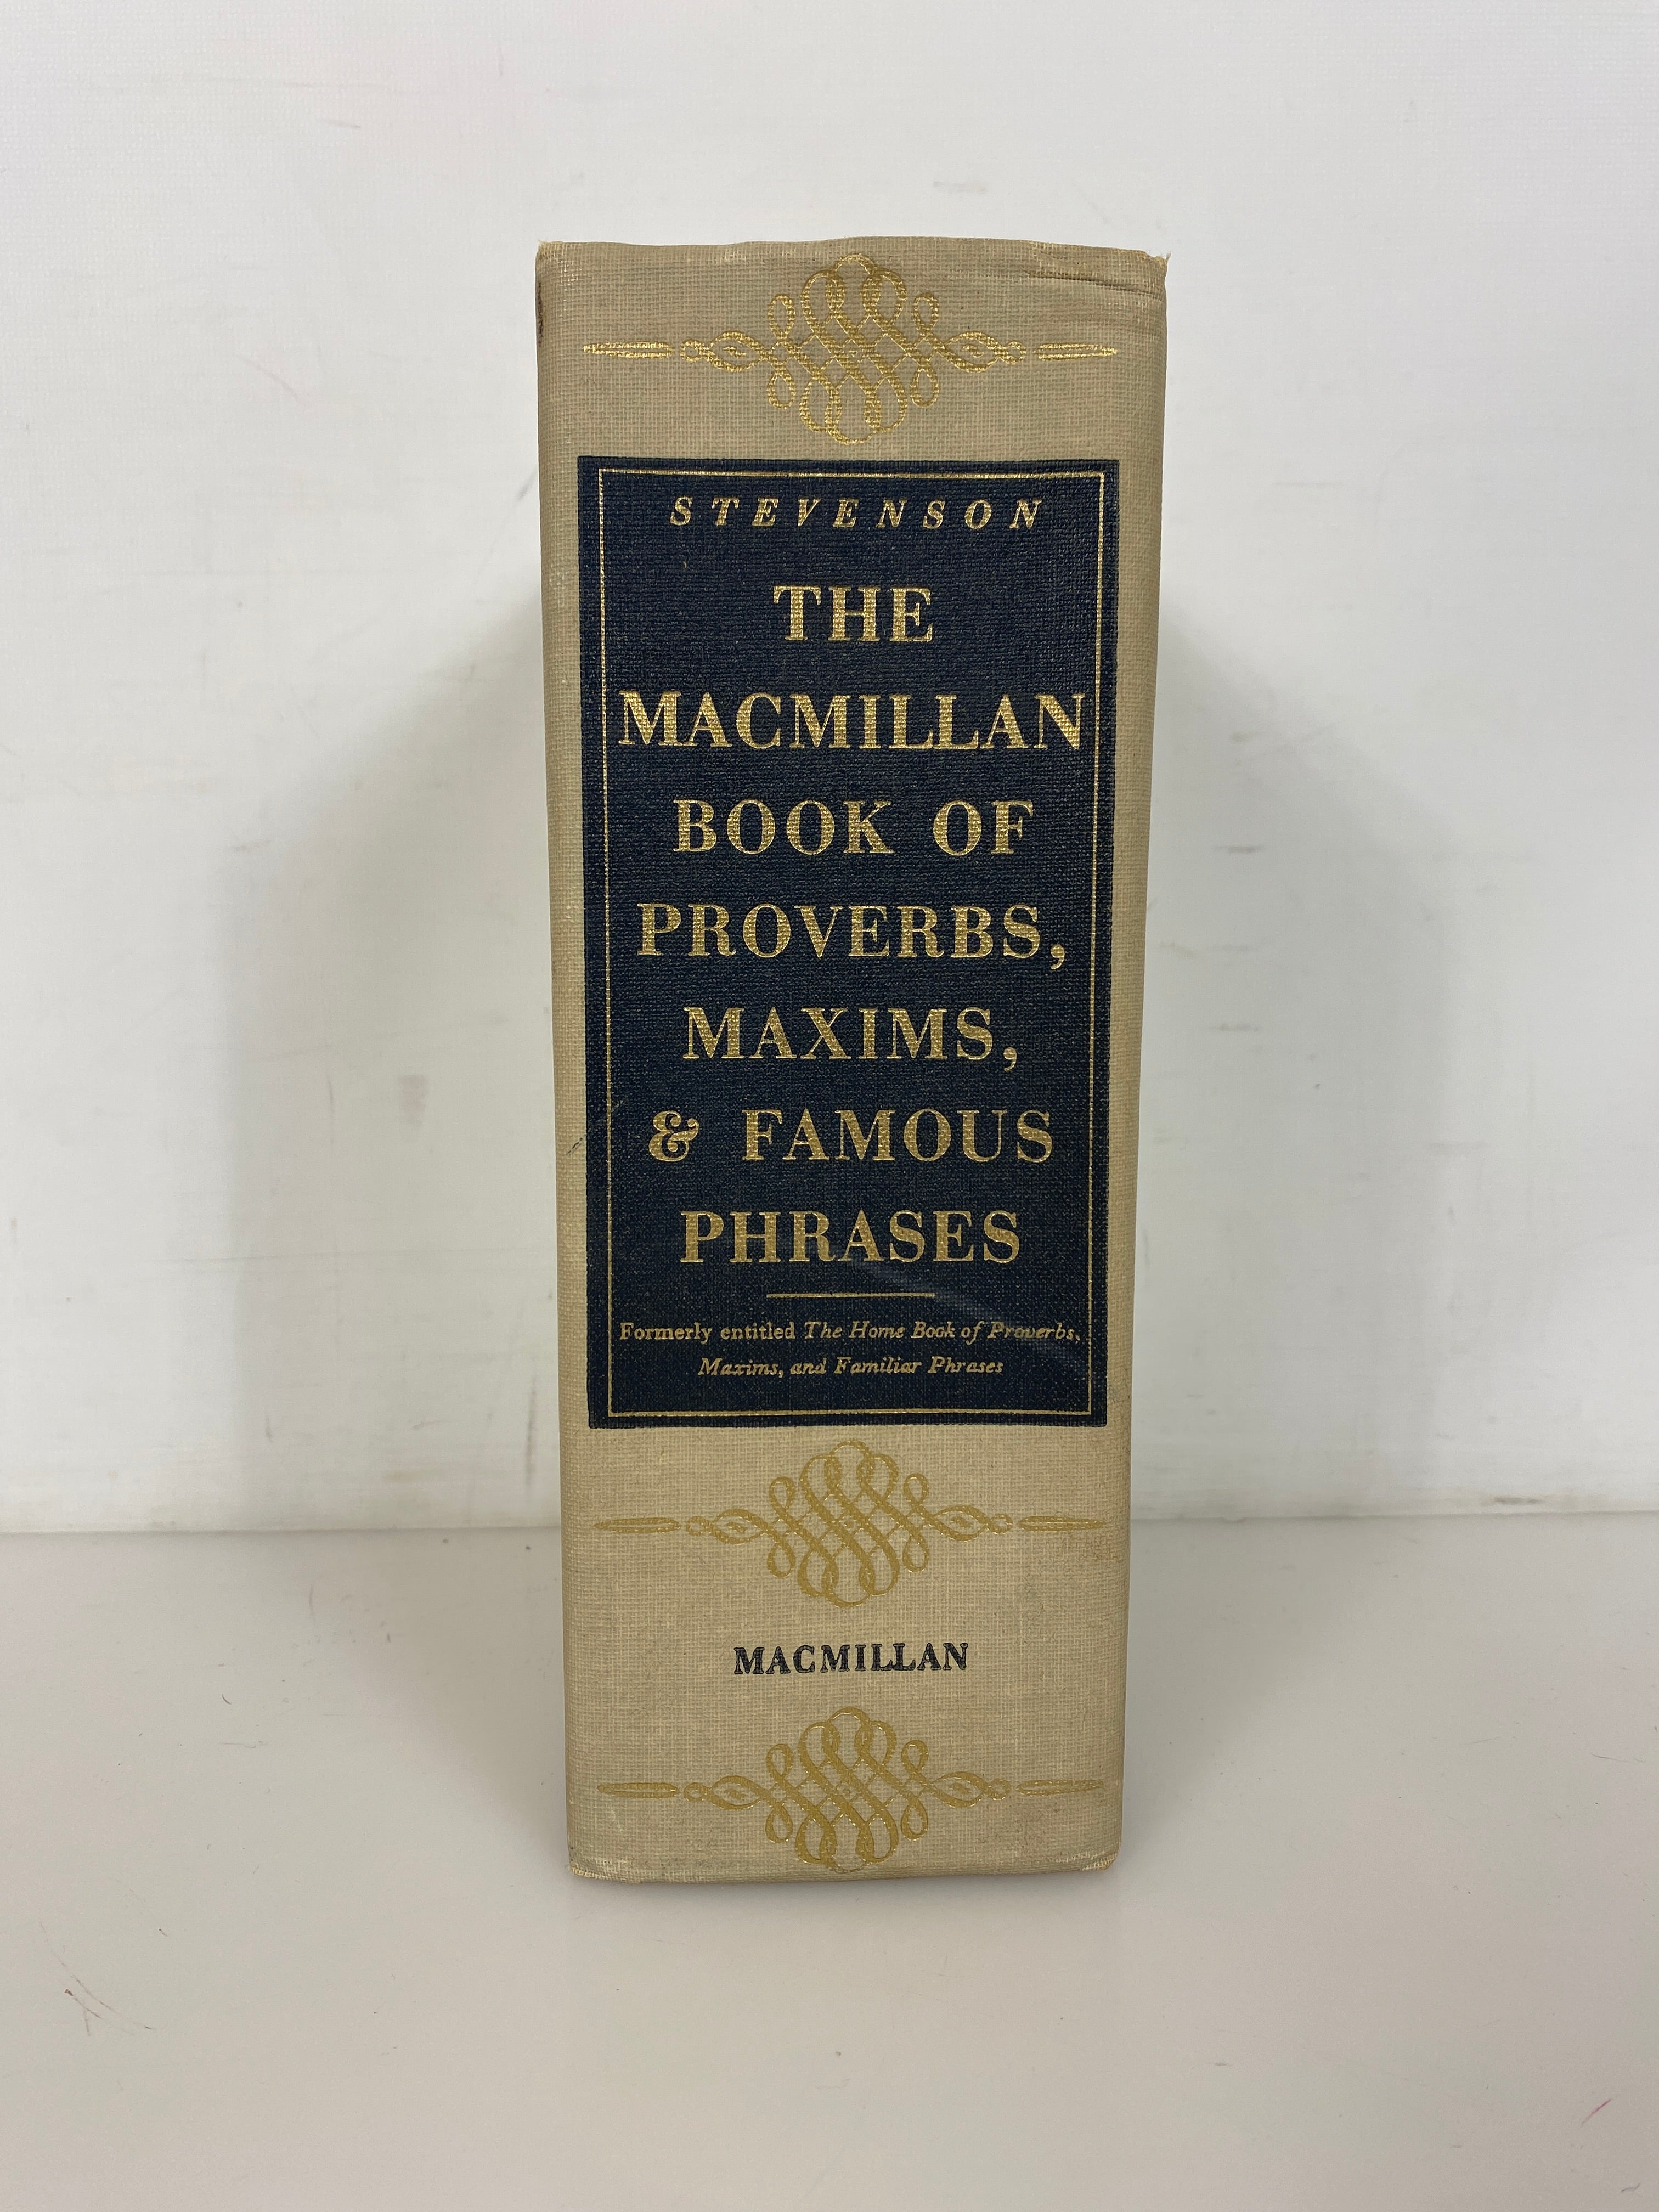 STEVENSON
THE
MACMILLAN
BOOK OF
PROVERBS,
MAXIMS,
& FAMOUS
PHRASES
Formerly entitled The Home Book of Proverbs,
Maxims, and Familiar Phrases
MACMILLAN